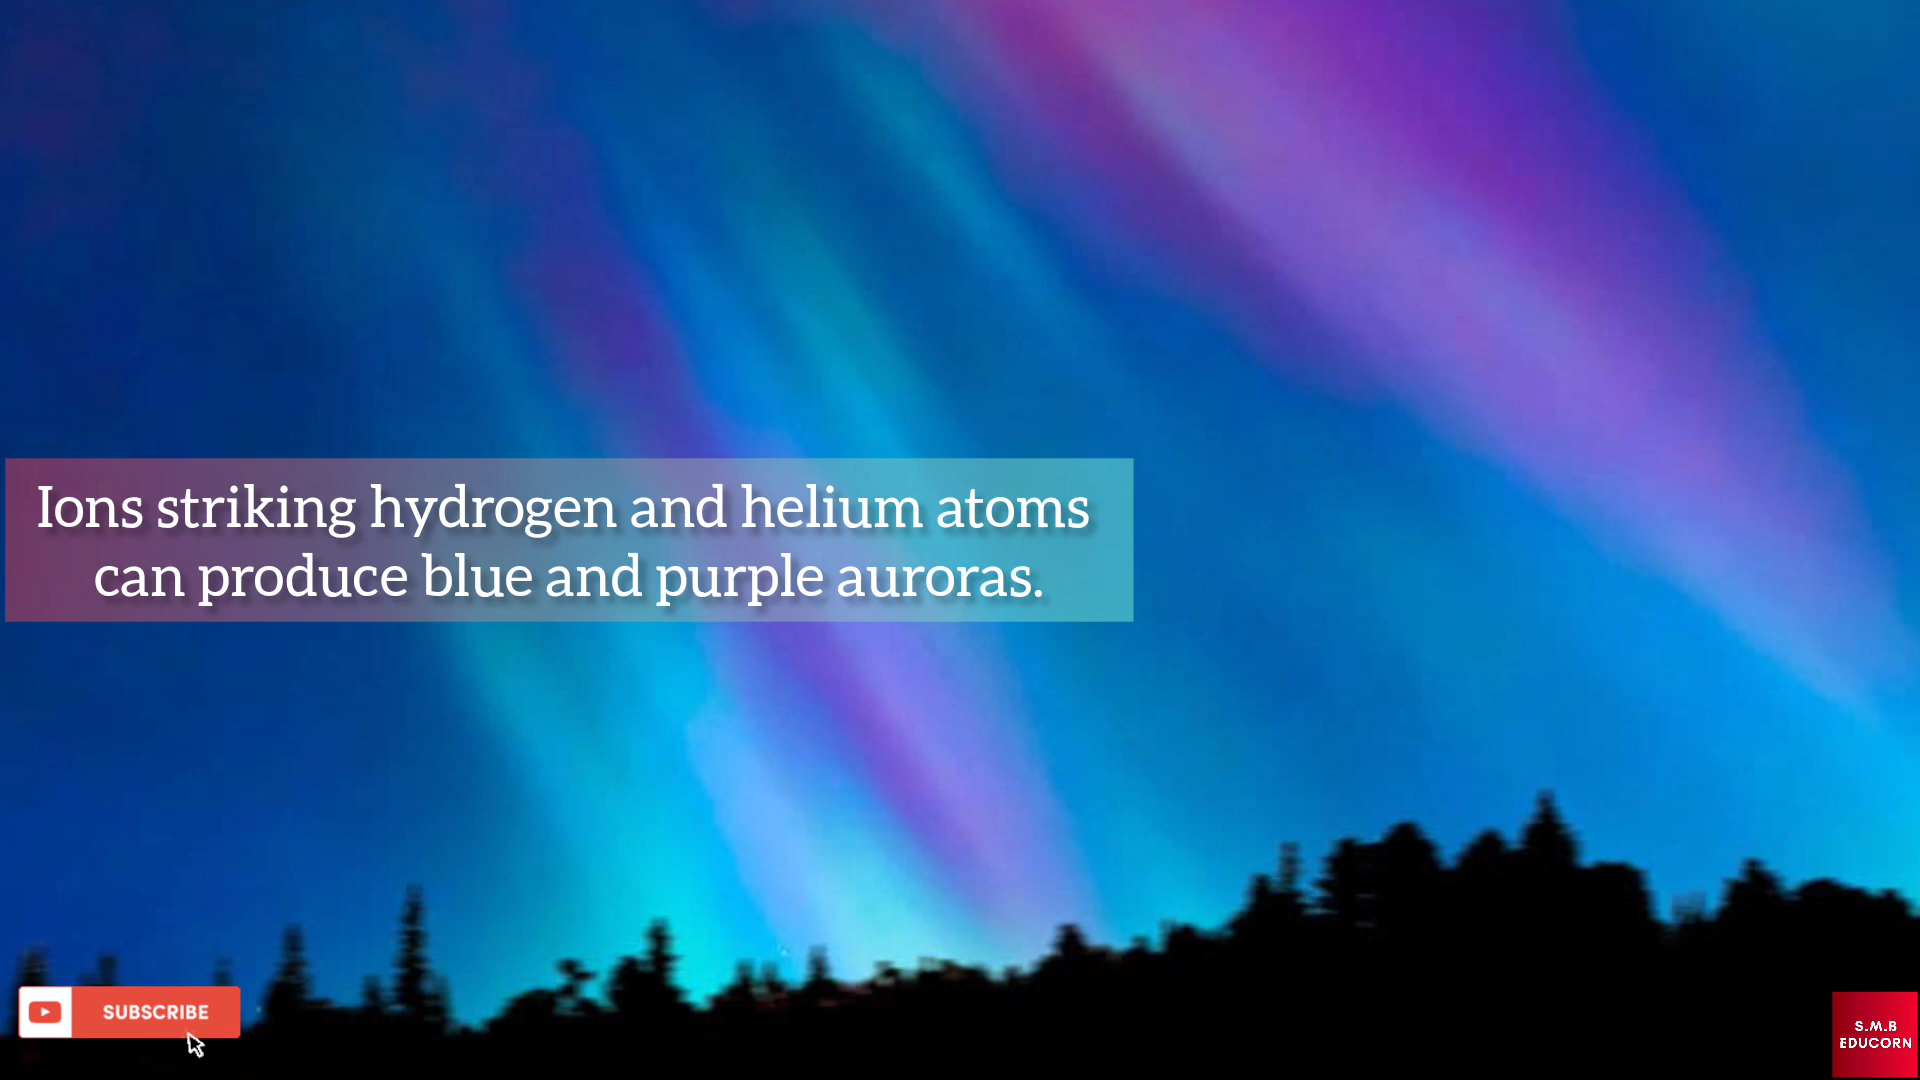 Ions striking hydrogen and helium atoms
can produce blue and purple auroras.
SUBSCRIBE
S.M.B
EDUCORN